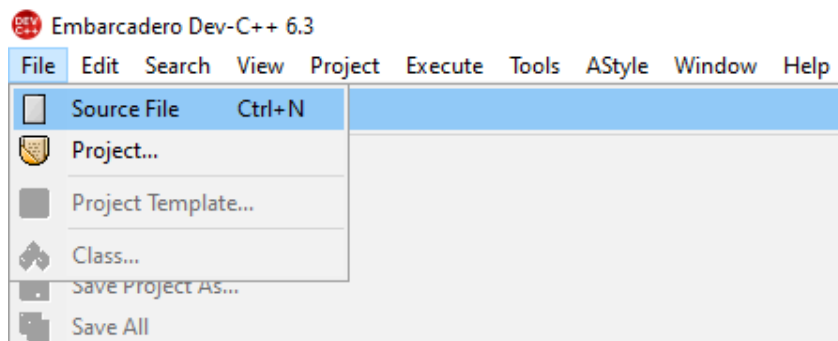 DEV C++ Embarcadero Dev-C++ 6.3
File Edit Search View Project Execute Tools AStyle Window Help
Source File Ctrl+N
Project...
Project Template...
Class...
Save Project As...
Save All